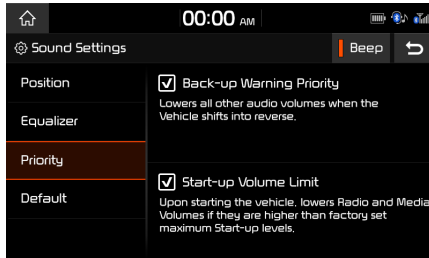 00:00 AM
Sound Settings
Beep
Position
Equalizer
Priority
Default
Back-up Warning Priority
Lowers all other audio volumes when the
Vehicle shifts into reverse.
Start-up Volume Limit
Upon starting the vehicle, lowers Radio and Media
Volumes if they are higher than factory set
maximum Start-up levels.